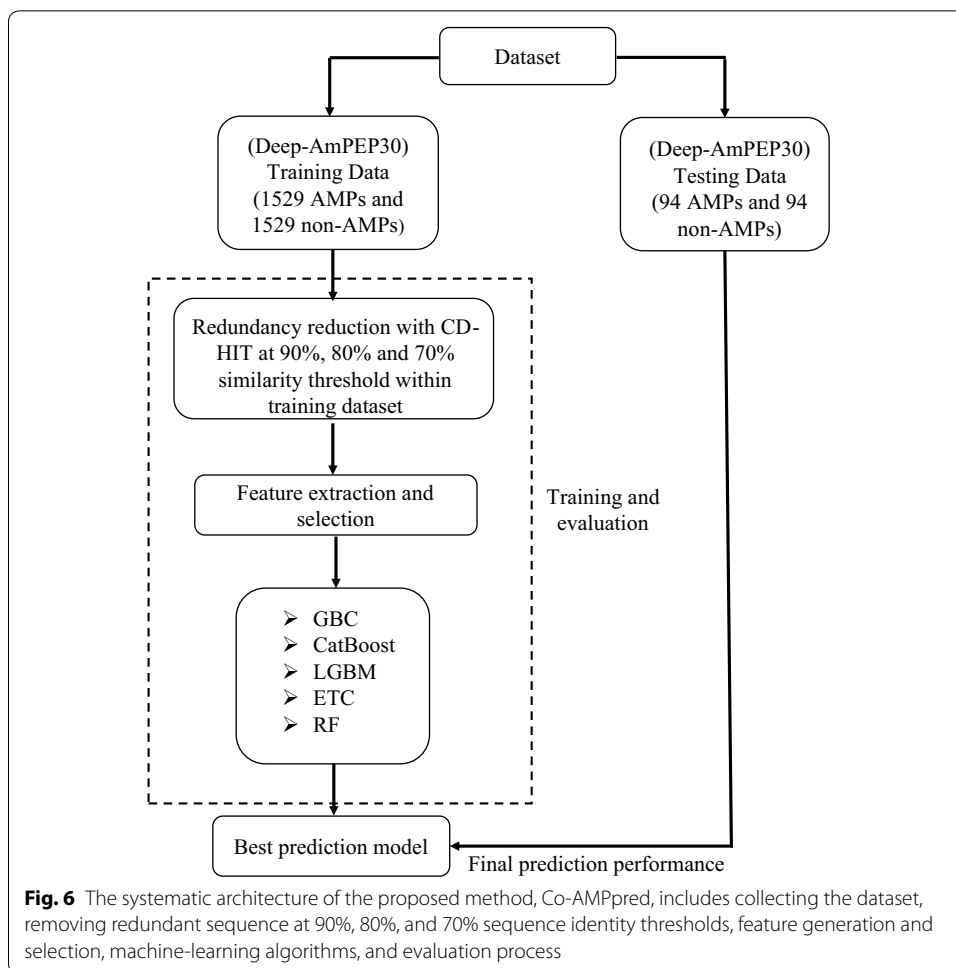 Dataset
(Deep-AmPEP30)
Training Data
(1529 AMPs and
1529 non-AMPs)
(Deep-AmPEP30)
Testing Data
(94 AMPs and 94
non-AMPs)
Redundancy reduction with CD-
HIT at 90%, 80% and 70%
similarity threshold within
training dataset
Feature extraction and
selection
Training and
evaluation
➢ GBC
➢ CatBoost
➢ LGBM
➢ ETC
➢ RF
Best prediction model
Final prediction performance
Fig. 6 The systematic architecture of the proposed method, Co-AMPpred, includes collecting the dataset,
removing redundant sequence at 90%, 80%, and 70% sequence identity thresholds, feature generation and
selection, machine-learning algorithms, and evaluation process